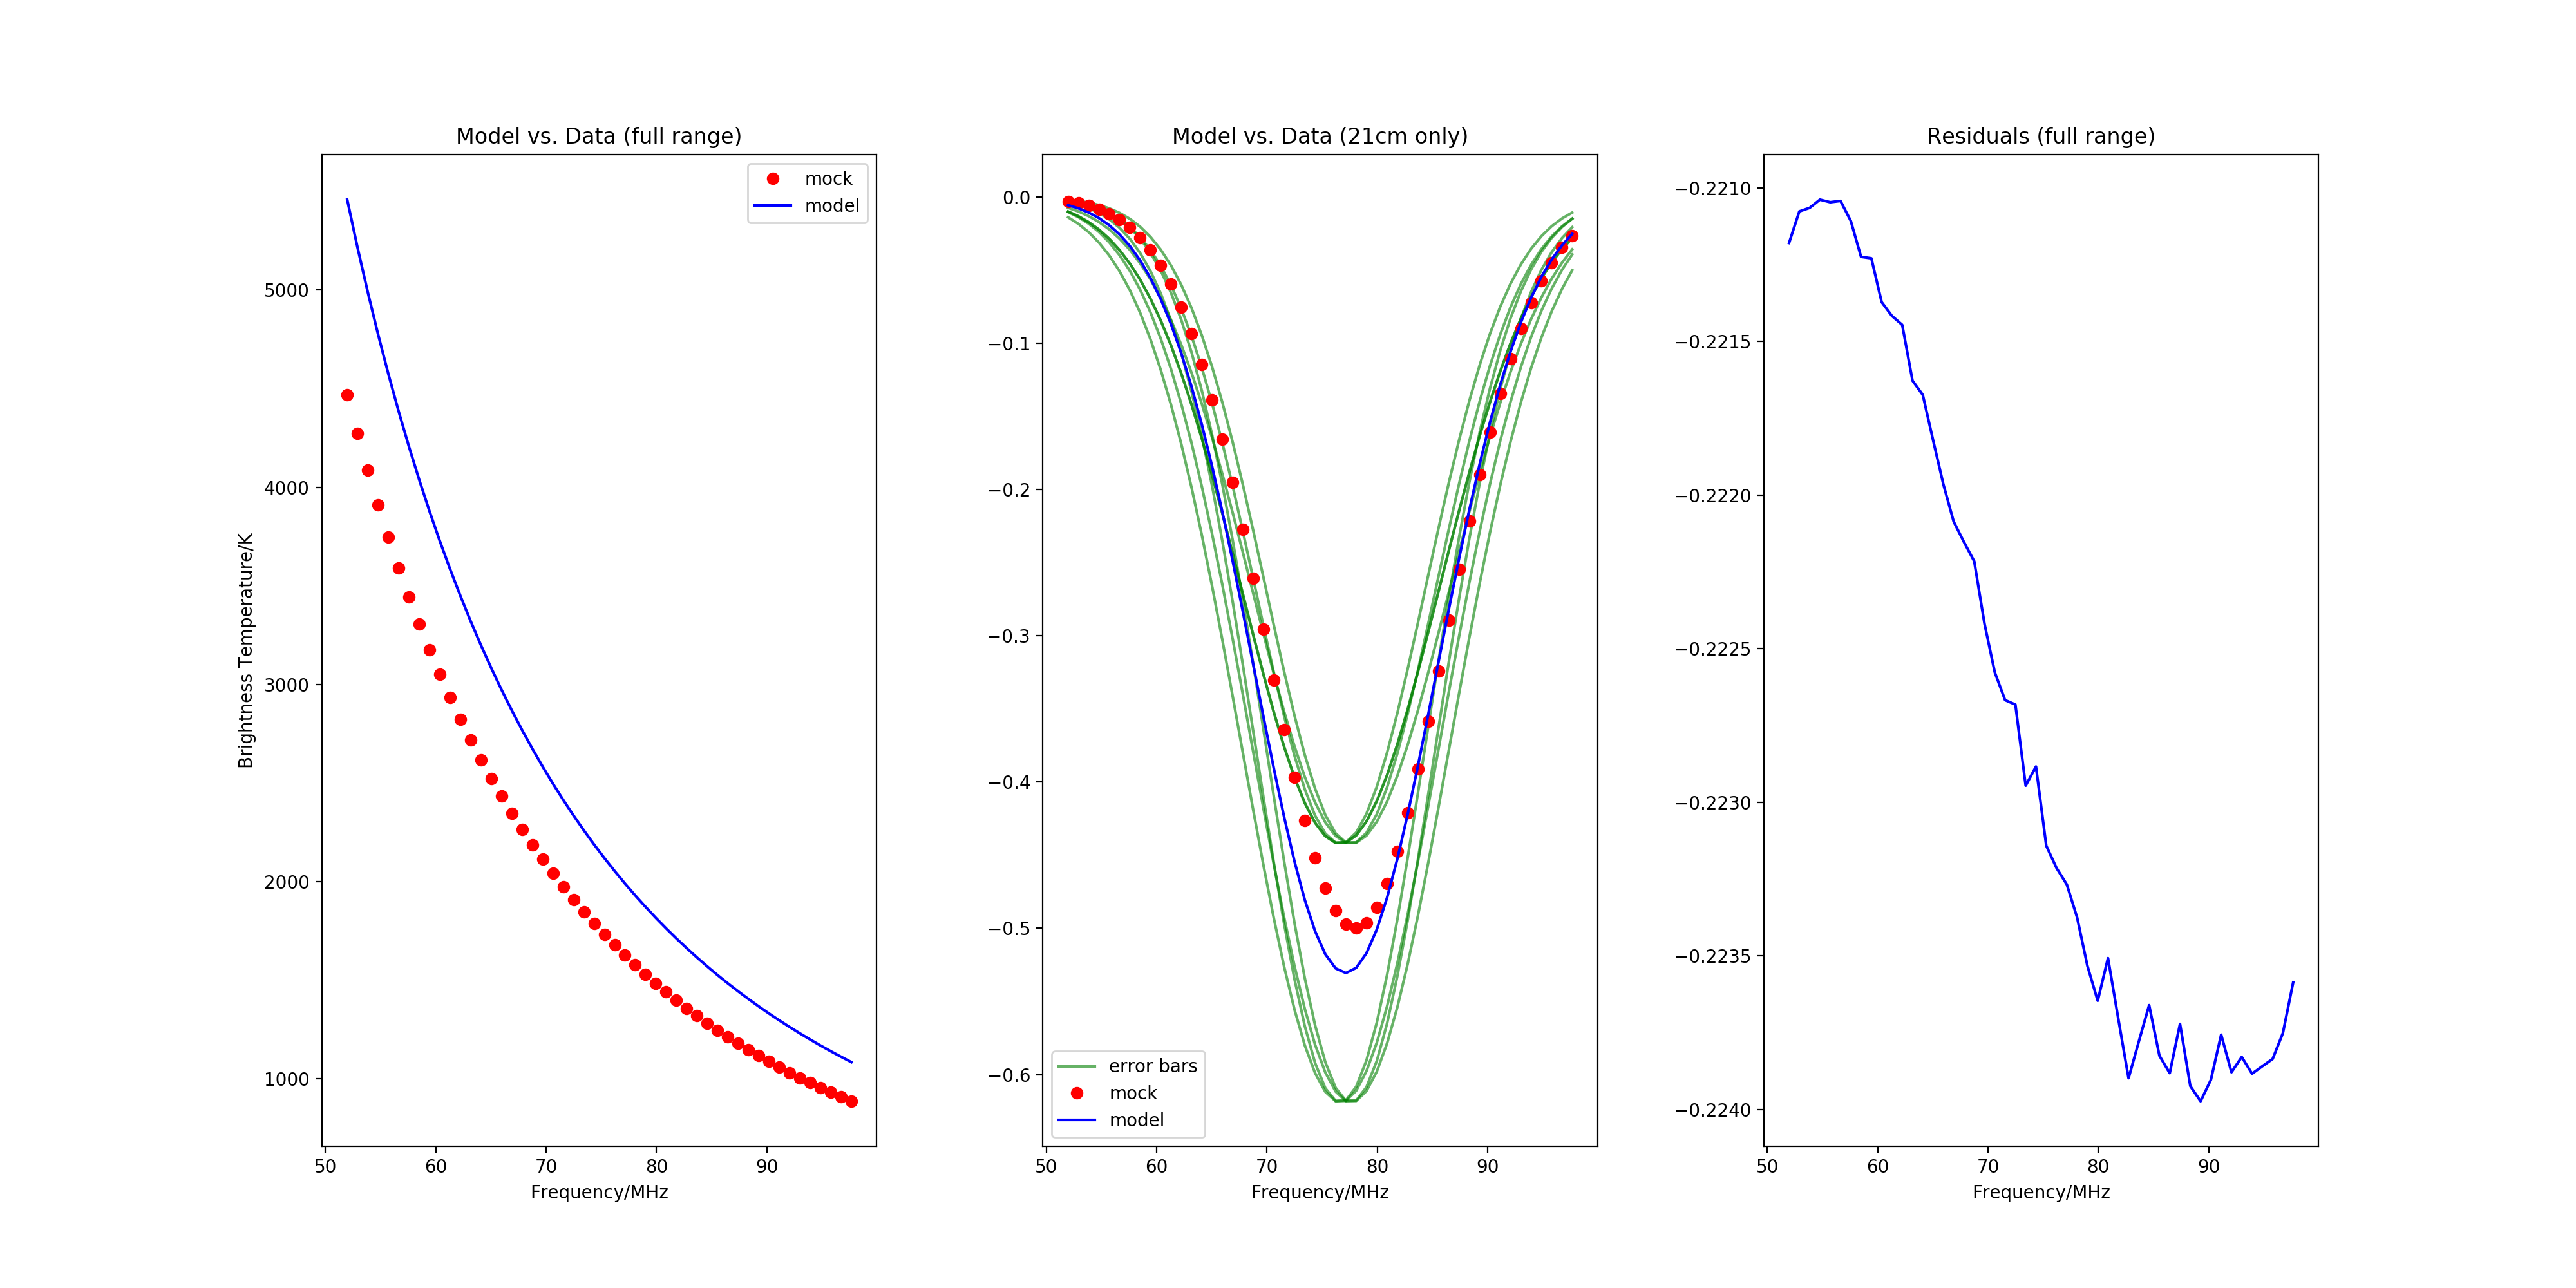 Model vs. Data (full range)
mock
model
5000
4000
3000
2000
1000
Brightness Temperature/K
50 60 70 80 90
Frequency/MHz
Model vs. Data (21cm only)
0.0
−0.1
−0.2
−0.3
−0.4
−0.5
−0.6
error bars
mock
model
50 60 70 80 90
Frequency/MHz
Residuals (full range)
−0.2210
−0.2215
−0.2220
−0.2225
−0.2230
−0.2235
−0.2240
50 60 70 80 90
Frequency/MHz